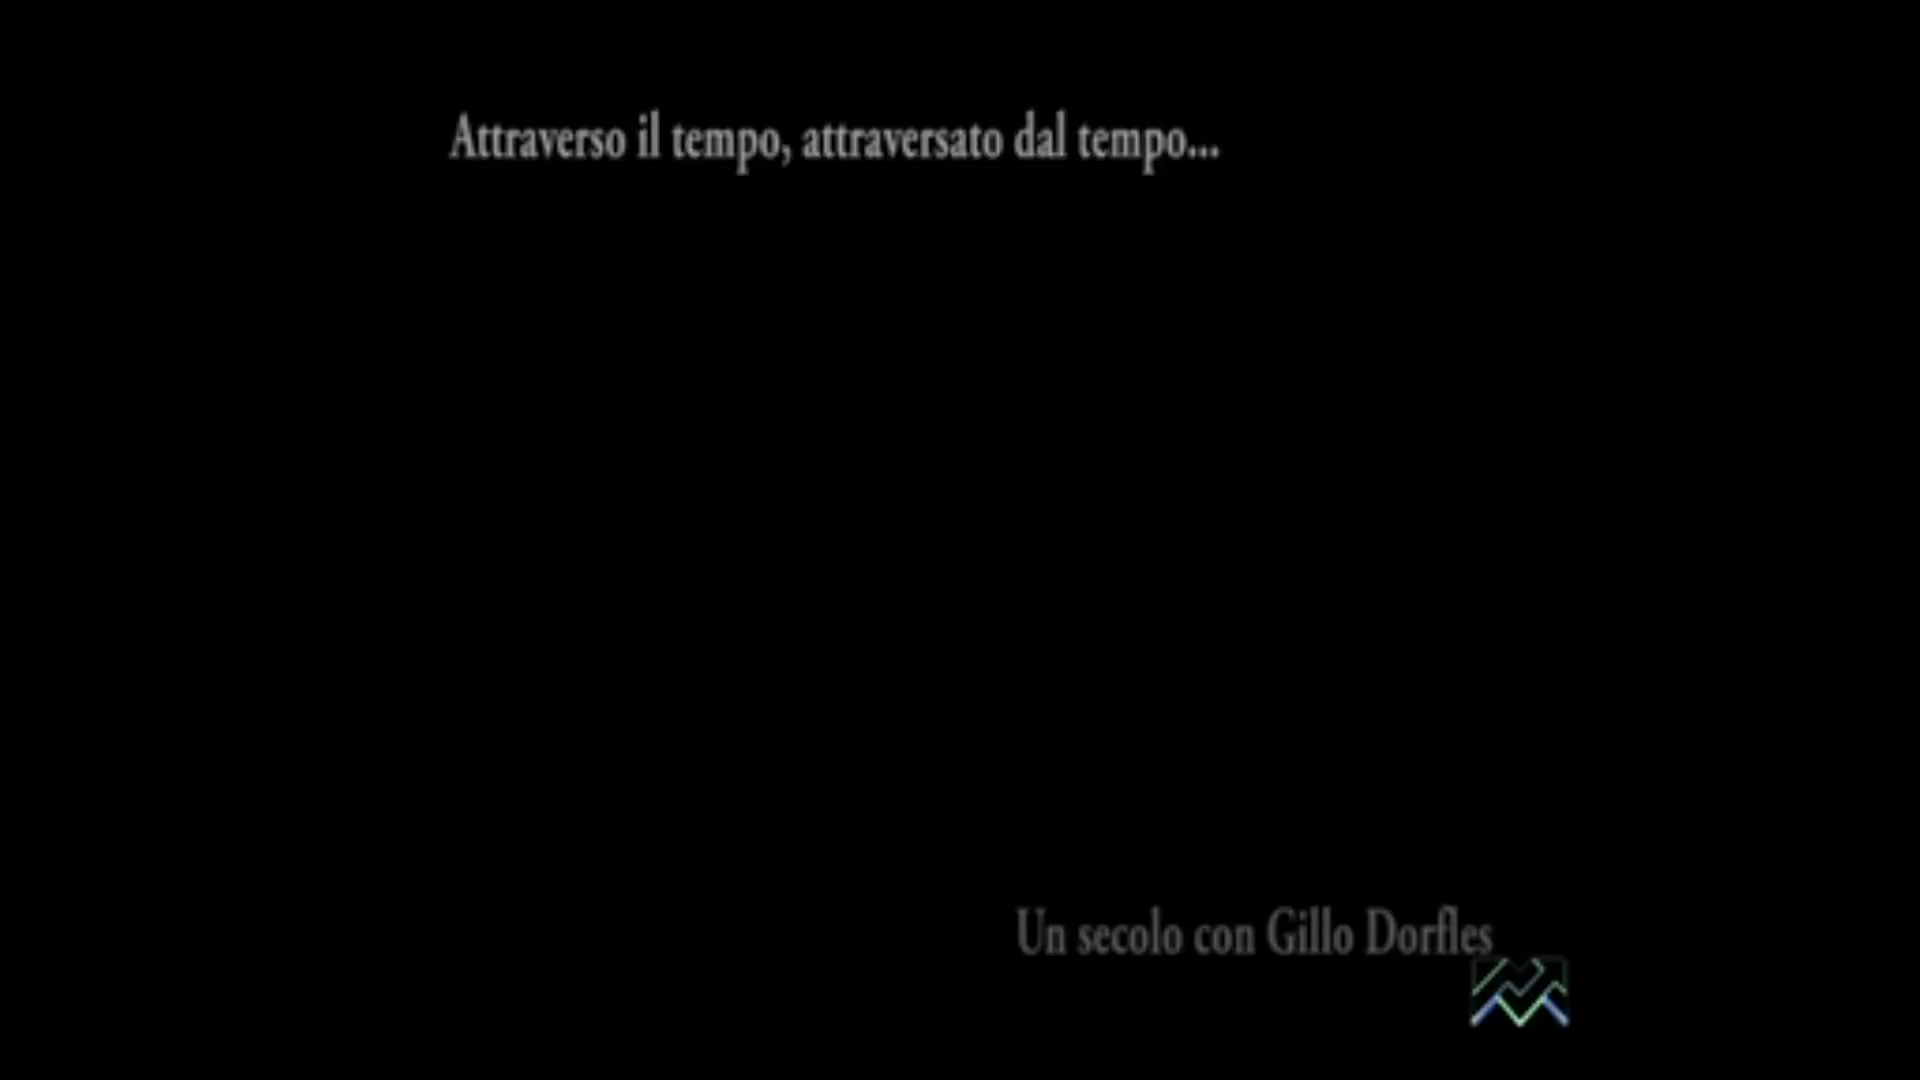 Attraverso il tempo, attraversato dal tempo...
Un secolo con Gillo Dorfles